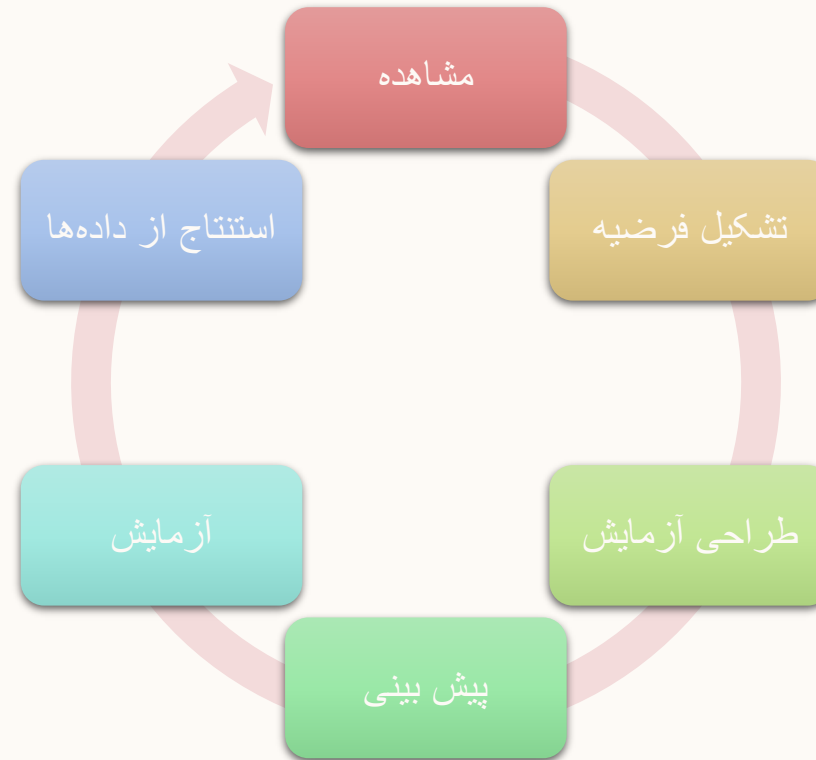 مشاهده
تشکیل فرضیه
طراحی آزمایش
پیش بینی
آزمایش
استنتاج از داده‌ها